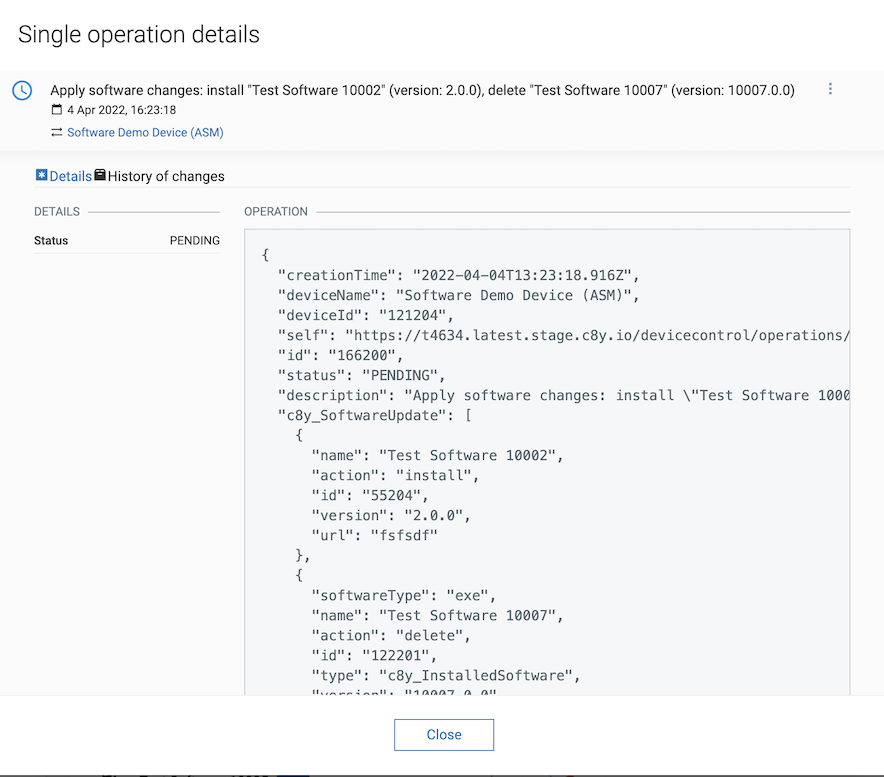 Single operation details
Apply software changes: install "Test Software 10002" (version: 2.0.0), delete "Test Software 10007" (version: 10007.0.0)
4 Apr 2022, 16:23:18
Software Demo Device (ASM)
Details History of changes
DETAILS
Status PENDING
OPERATION
{
"creationTime": "2022-04-04T13:23:18.916Z",
"deviceName": "Software Demo Device (ASM)",
"deviceId": "121204",
"self": "https://t4634.latest.stage.c8y.io/devicecontrol/operations/
"id": "166200",
"status": "PENDING",
"description": "Apply software changes: install \"Test Software 1000
"c8y_SoftwareUpdate": [
{
"name": "Test Software 10002",
"action": "install",
"id": "55204",
"version": "2.0.0",
"url": "fsfsdf"
},
{
"softwareType": "exe",
"name": "Test Software 10007",
"action": "delete",
"id": "122201",
"type": "c8y_InstalledSoftware",
"version": "10007.0.0"
Close